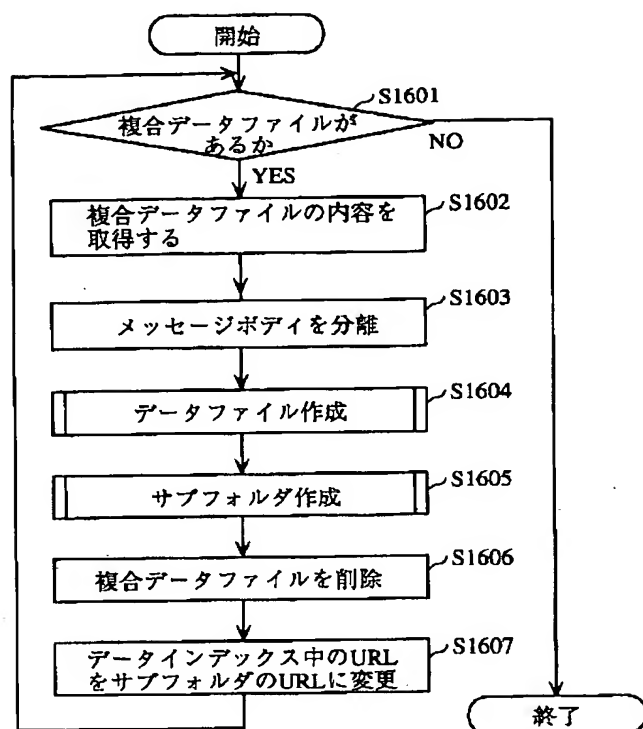 開始
S1601
複合データファイルが
あるか
NO
YES
S1602
複合データファイルの内容を
取得する
S1603
メッセージボディを分離
S1604
データファイル作成
S1605
サブフォルダ作成
S1606
複合データファイルを削除
S1607
データインデックス中のURL
をサブフォルダのURLに変更
終了